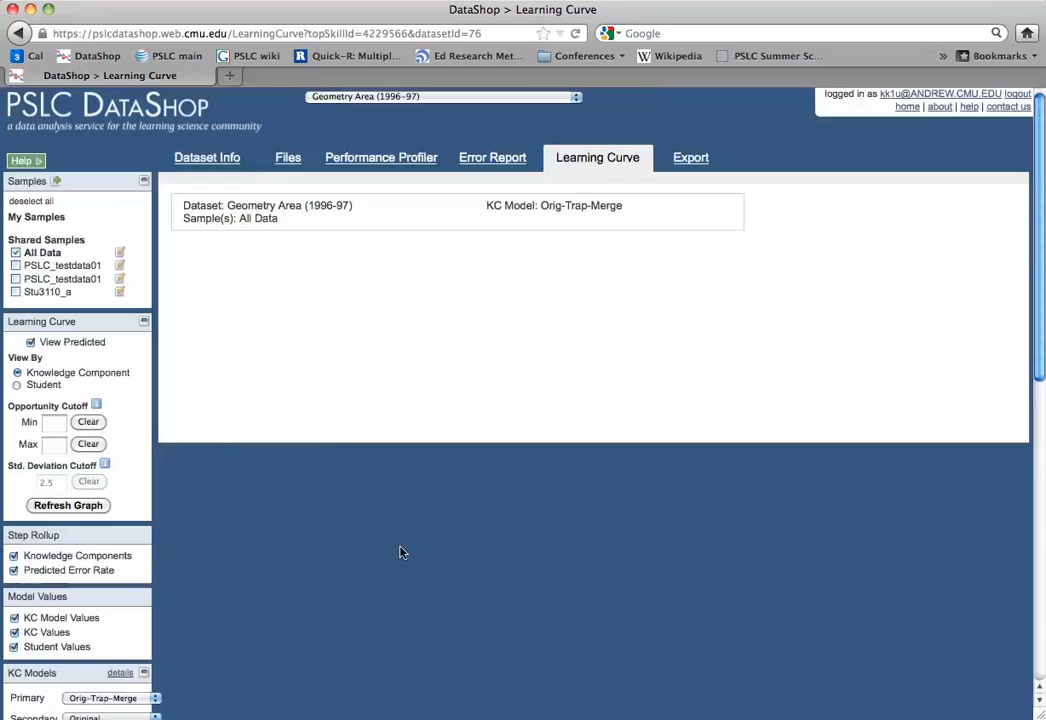 DataShop > Learning Curve
https://pslcdatashop.web.cmu.edu/LearningCurve?topSkillId=4229566&datasetId=76
Google
3 Cal DataShop PSLC main PSLC wiki R Quick-R: Multipl... Ed Research Met... Conferences W Wikipedia PSLC Summer Sc... » Bookmarks
DataShop > Learning Curve
PSLC DATASHOP
a data analysis service for the learning science community
Geometry Area (1996-97)
logged in as kk1u@ANDREW.CMU.EDU logout
home | about | help | contact us
Help
Dataset Info Files Performance Profiler Error Report Learning Curve Export
Samples
deselect all
My Samples
Shared Samples
All Data
PSLC_testdata01
PSLC_testdata01
Stu3110_a
Dataset: Geometry Area (1996-97) KC Model: Orig-Trap-Merge
Sample(s): All Data
Learning Curve
View Predicted
View By
Knowledge Component
Student
Opportunity Cutoff
Min Clear
Max Clear
Std. Deviation Cutoff
2.5 Clear
Refresh Graph
Step Rollup
Knowledge Components
Predicted Error Rate
Model Values
KC Model Values
KC Values
Student Values
KC Models details
Primary Orig-Trap-Merge
Secondary Original